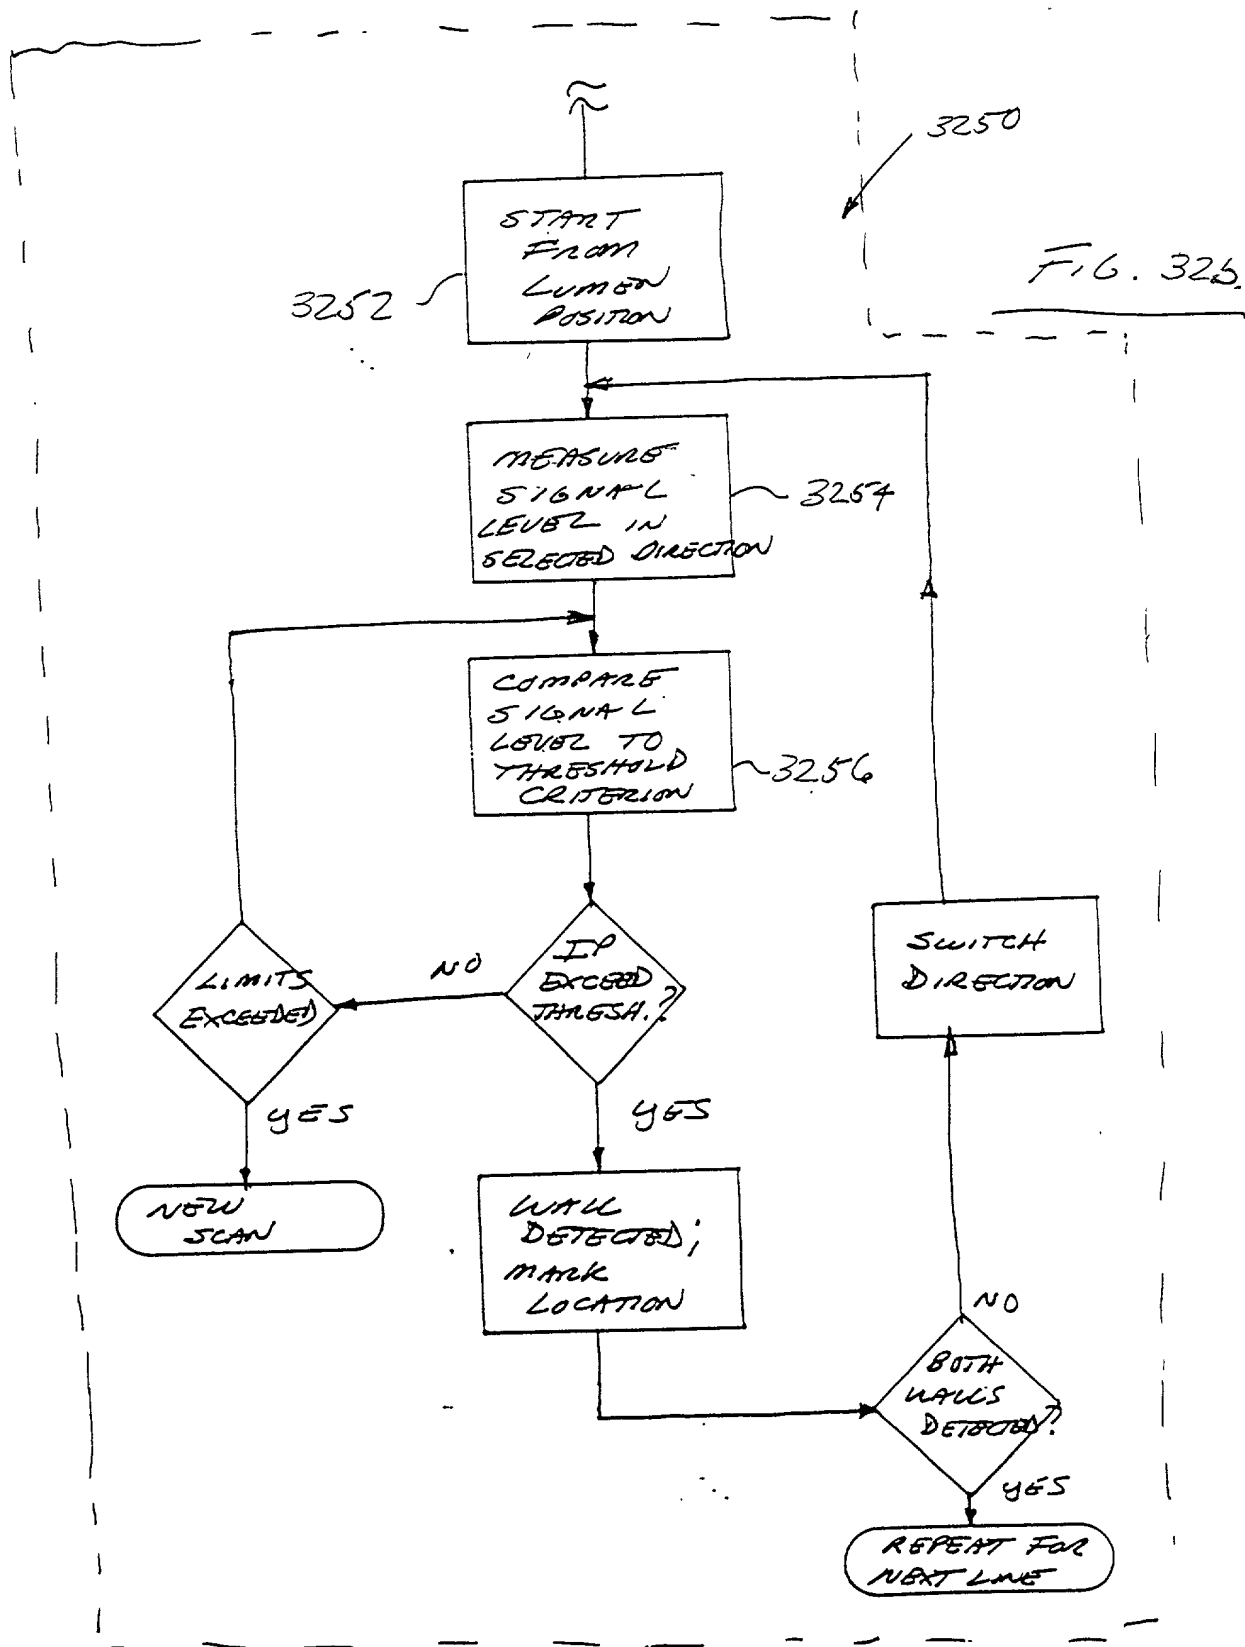 3250
FIG. 32b.
START
FROM
LUMEN
POSITION
3252
MEASURE
SIGNAL
LEVEL IN
SELECTED DIRECTION
3254
COMPARE
SIGNAL
LEVEL TO
THRESHOLD
CRITERION
3256
IP
EXCEED
THRESH.?
NO
LIMITS
EXCEEDED
YES
NEW
SCAN
YES
WALL
DETECTED;
MARK
LOCATION
SWITCH
DIRECTION
NO
BOTH
WALLS
DETECTED?
YES
REPEAT FOR
NEXT LINE